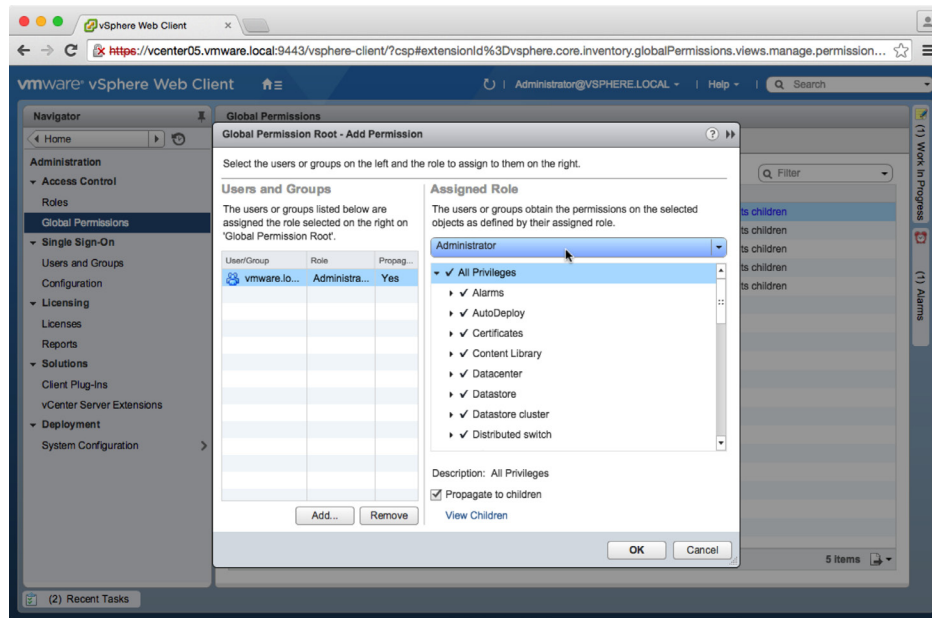 vSphere Web Client
https://vcenter05.vmware.local:9443/vsphere-client/?csp#extensionId%3Dvsphere.core.inventory.globalPermissions.views.manage.permission...
vmware® vSphere Web Client
Administrator@VSPHERE.LOCAL
Help
Search
Navigator
Home
Administration
Access Control
Roles
Global Permissions
Single Sign-On
Users and Groups
Configuration
Licensing
Licenses
Reports
Solutions
Client Plug-Ins
vCenter Server Extensions
Deployment
System Configuration
Global Permissions
Global Permission Root - Add Permission
?
Select the users or groups on the left and the role to assign to them on the right.
Users and Groups
The users or groups listed below are
assigned the role selected on the right on
'Global Permission Root'.
User/Group Role Propag...
vmware.lo... Administra... Yes
Add... Remove
Assigned Role
The users or groups obtain the permissions on the selected
objects as defined by their assigned role.
Administrator
All Privileges
Alarms
AutoDeploy
Certificates
Content Library
Datacenter
Datastore
Datastore cluster
Distributed switch
Description: All Privileges
Propagate to children
View Children
OK Cancel
Filter
ts children
ts children
ts children
ts children
ts children
5 Items
(1) Work In Progress
(1) Alarms
(2) Recent Tasks